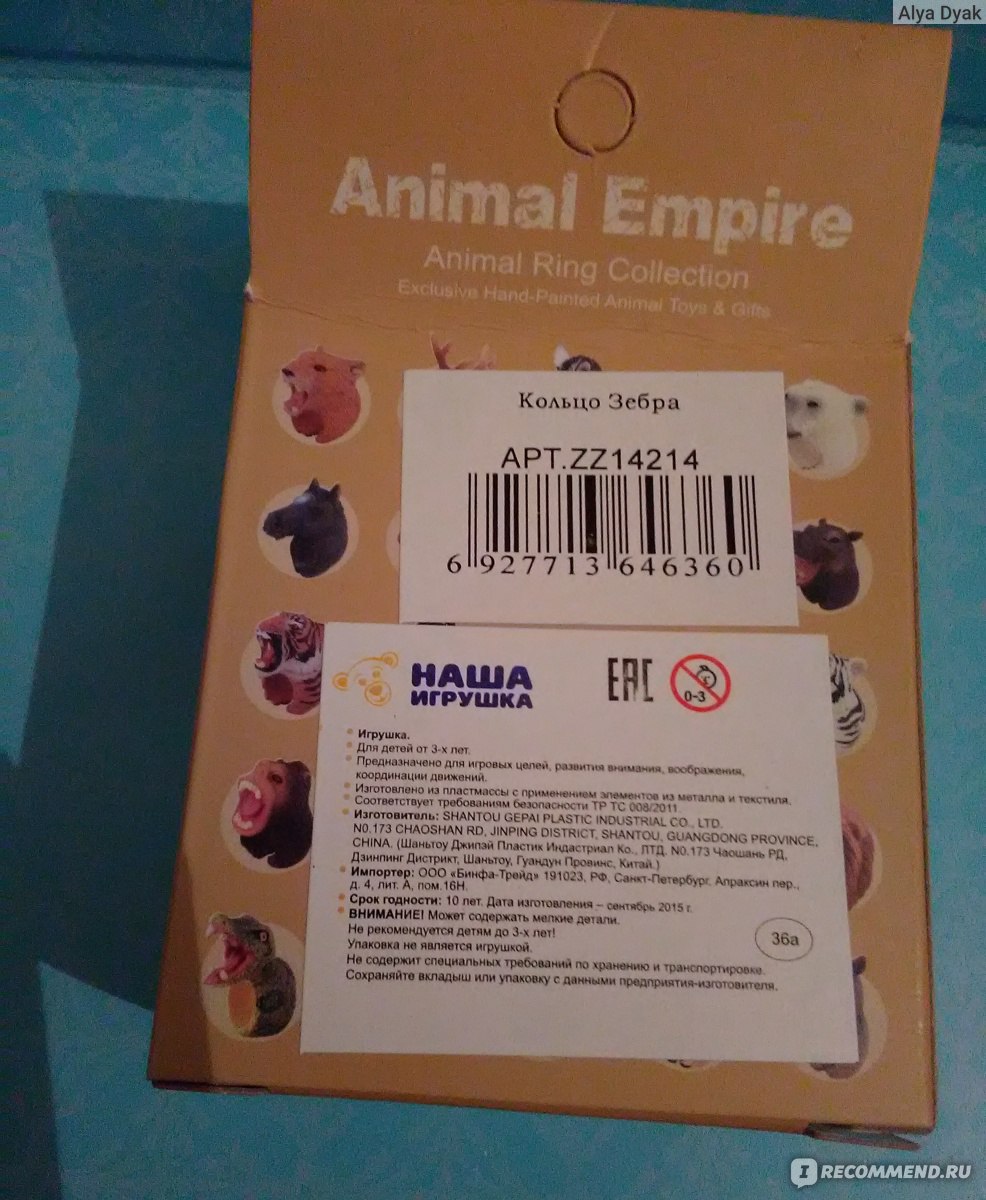 Alya Dyak
Animal Empire
Animal Ring Collection
Exclusive Hand-Painted Animal Toys & Gifts
Кольцо Зебра
АРТ.ZZ14214
6 927713 646360
НАША
ИГРУШКА
EAC
0-3
Игрушка.
Для детей от 3-х лет.
Предназначено для игровых целей, развития внимания, воображения,
координации движений.
Изготовлено из пластмассы с применением элементов из металла и текстиля.
Соответствует требованиям безопасности ТР ТС 008/2011.
Изготовитель: SHANTOU GEPAI PLASTIC INDUSTRIAL CO., LTD.
NO.173 CHAOSHAN RD, JINPING DISTRICT, SHANTOU, GUANGDONG PROVINCE,
CHINA. (Шаньтоу Джипай Пластик Индастриал Ко., ЛТД. N0.173 Чаошань РД,
Дзинпинг Дистрикт, Шаньтоу, Гуандун Провинс, Китай.)
Импортер: ООО «Бинфа-Трейд» 191023, РФ, Санкт-Петербург, Апраксин пер.,
д. 4, лит. А, пом.16Н.
Срок годности: 10 лет. Дата изготовления – сентябрь 2015 г.
ВНИМАНИЕ! Может содержать мелкие детали.
Не рекомендуется детям до 3-х лет!
Упаковка не является игрушкой.
Не содержит специальных требований по хранению и транспортировке.
Сохраняйте вкладыш или упаковку с данными предприятия-изготовителя.
36а
I RECOMMEND.RU